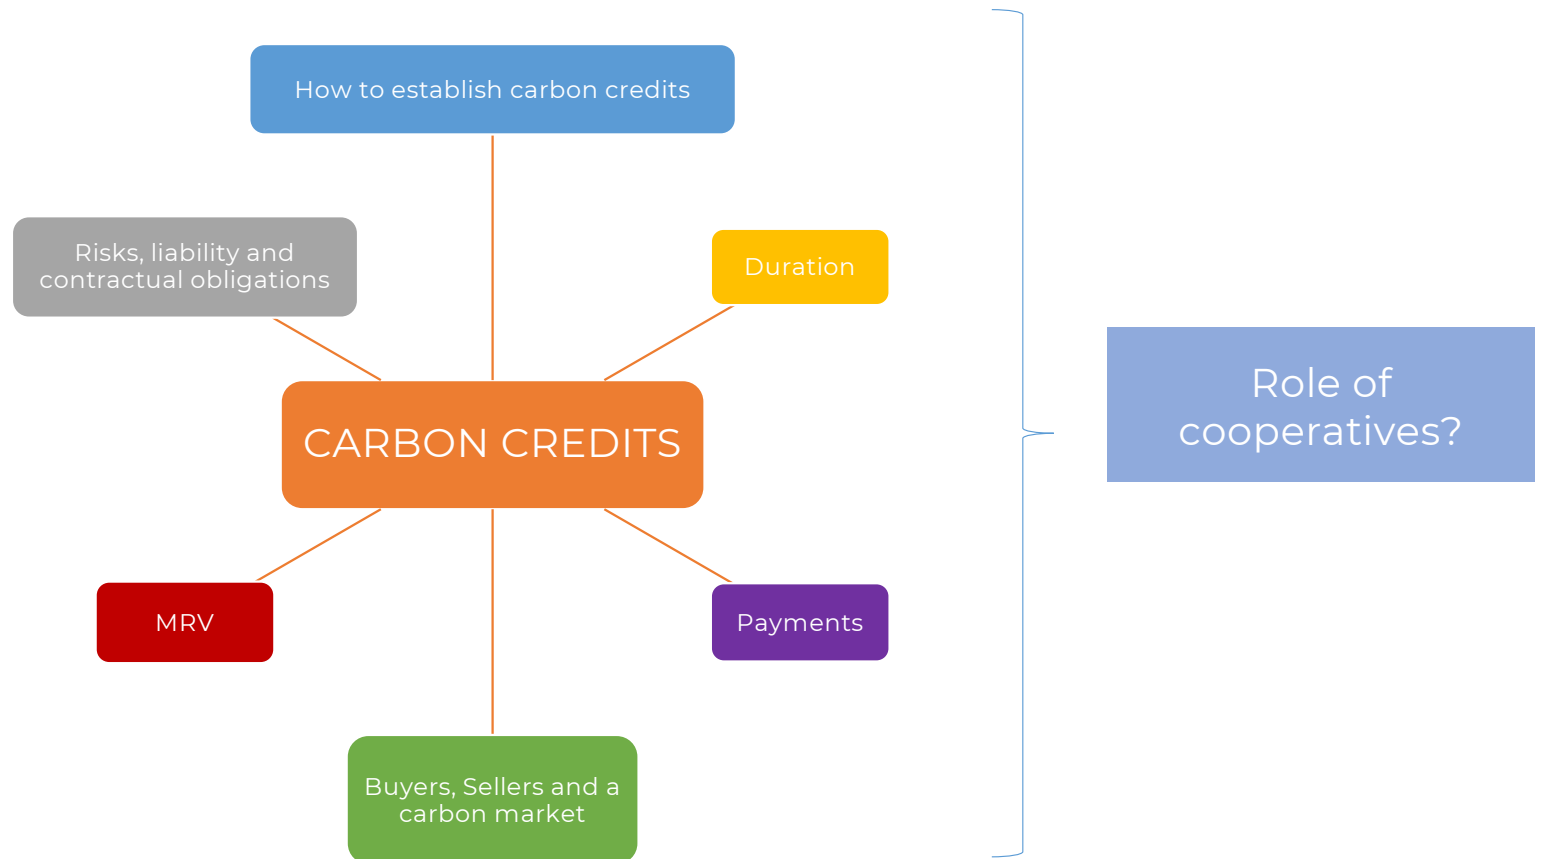 How to establish carbon credits
Risks, liability and
contractual obligations
Duration
CARBON CREDITS
Role of
cooperatives?
MRV
Payments
Buyers, Sellers and a
carbon market